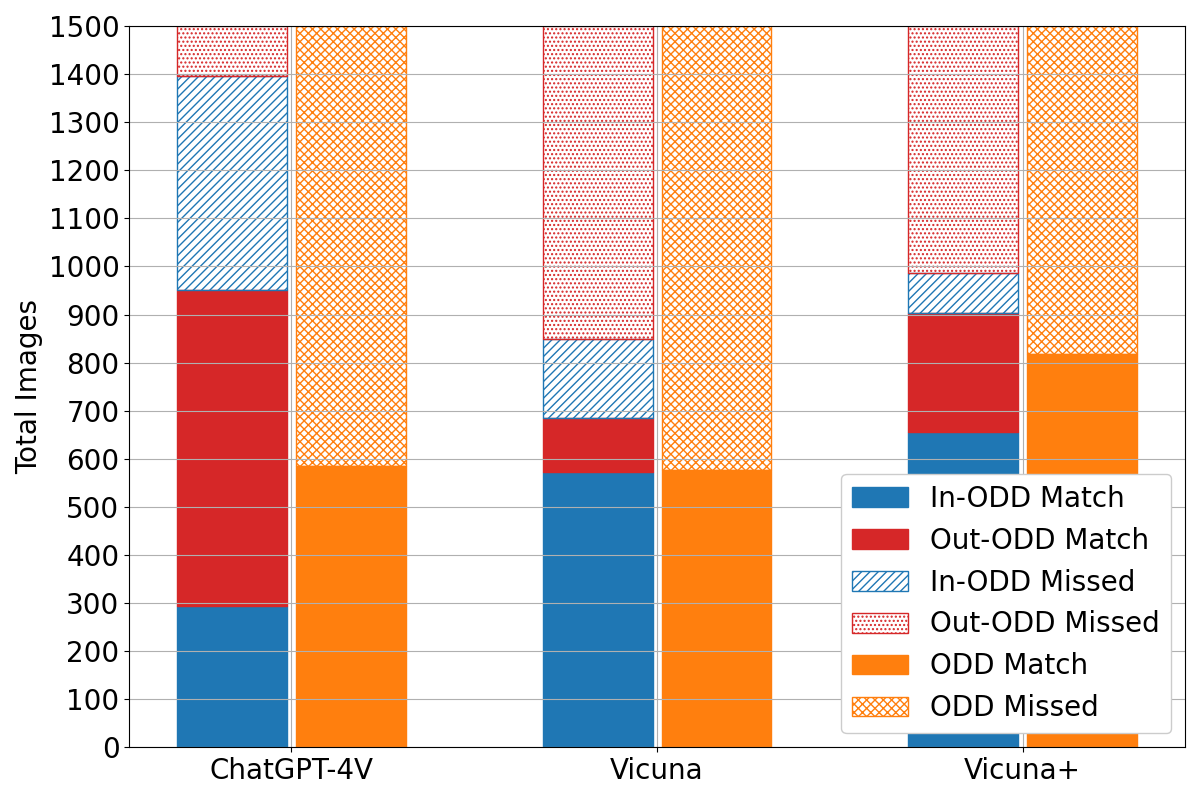 1500
1400
1300
1200
1100
1000
900
800
700
600
500
400
300
200
100
0
Total Images
ChatGPT-4V
Vicuna
Vicuna+
In-ODD Match
Out-ODD Match
In-ODD Missed
Out-ODD Missed
ODD Match
ODD Missed